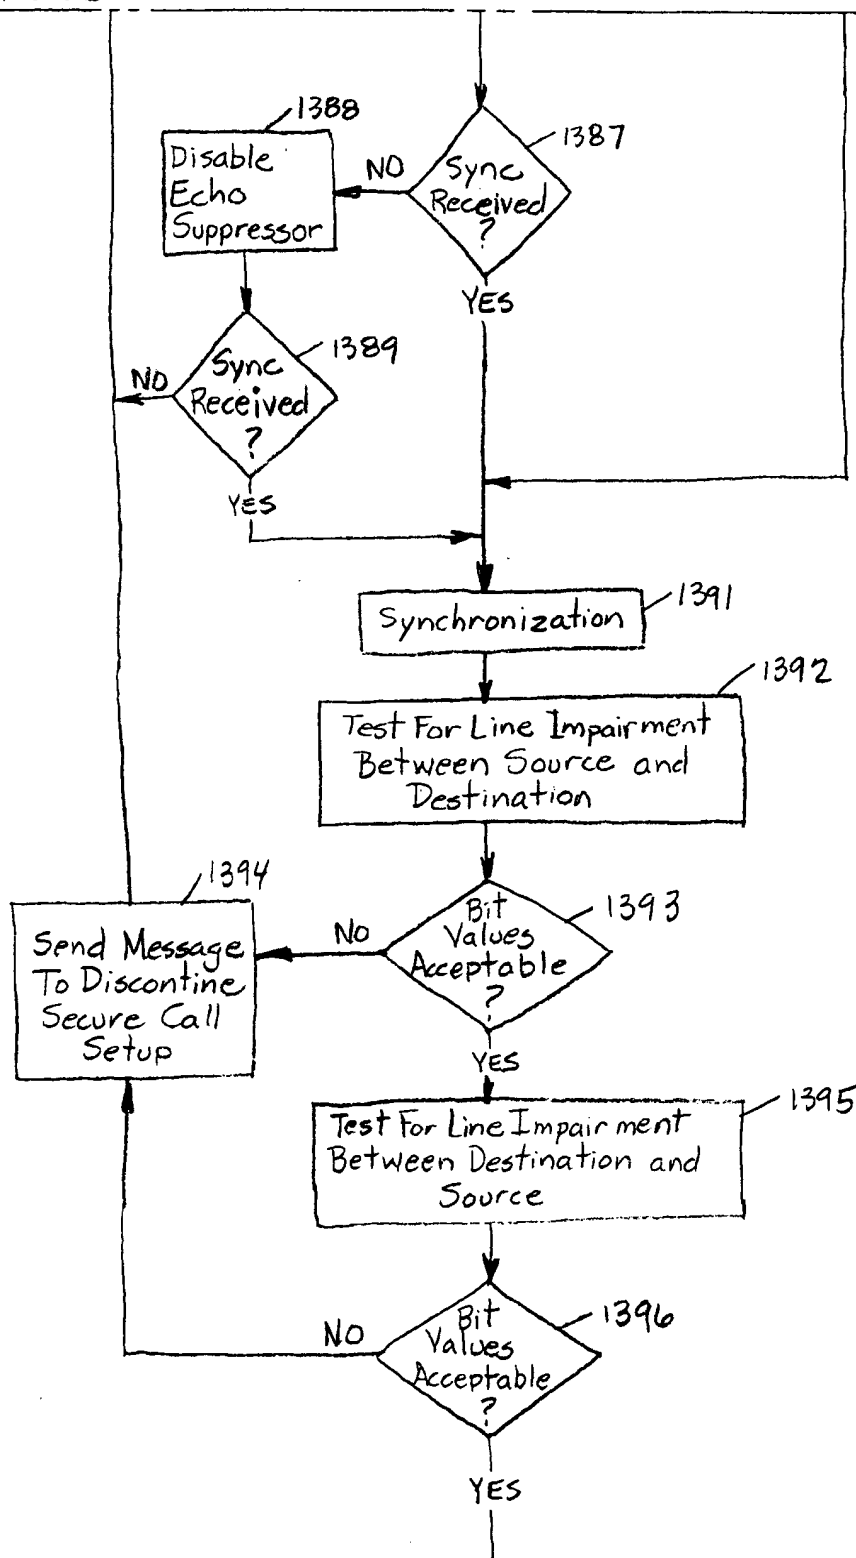 1388
Disable
Echo
Suppressor
NO
1387
Sync
Received
?
YES
1389
Sync
Received
?
NO
YES
1391
Synchronization
1392
Test For Line Impairment
Between Source and
Destination
1394
Send Message
To Discontine
Secure Call
Setup
NO
1393
Bit
Values
Acceptable
?
YES
1395
Test For Line Impairment
Between Destination and
Source
NO
1396
Bit
Values
Acceptable
?
YES